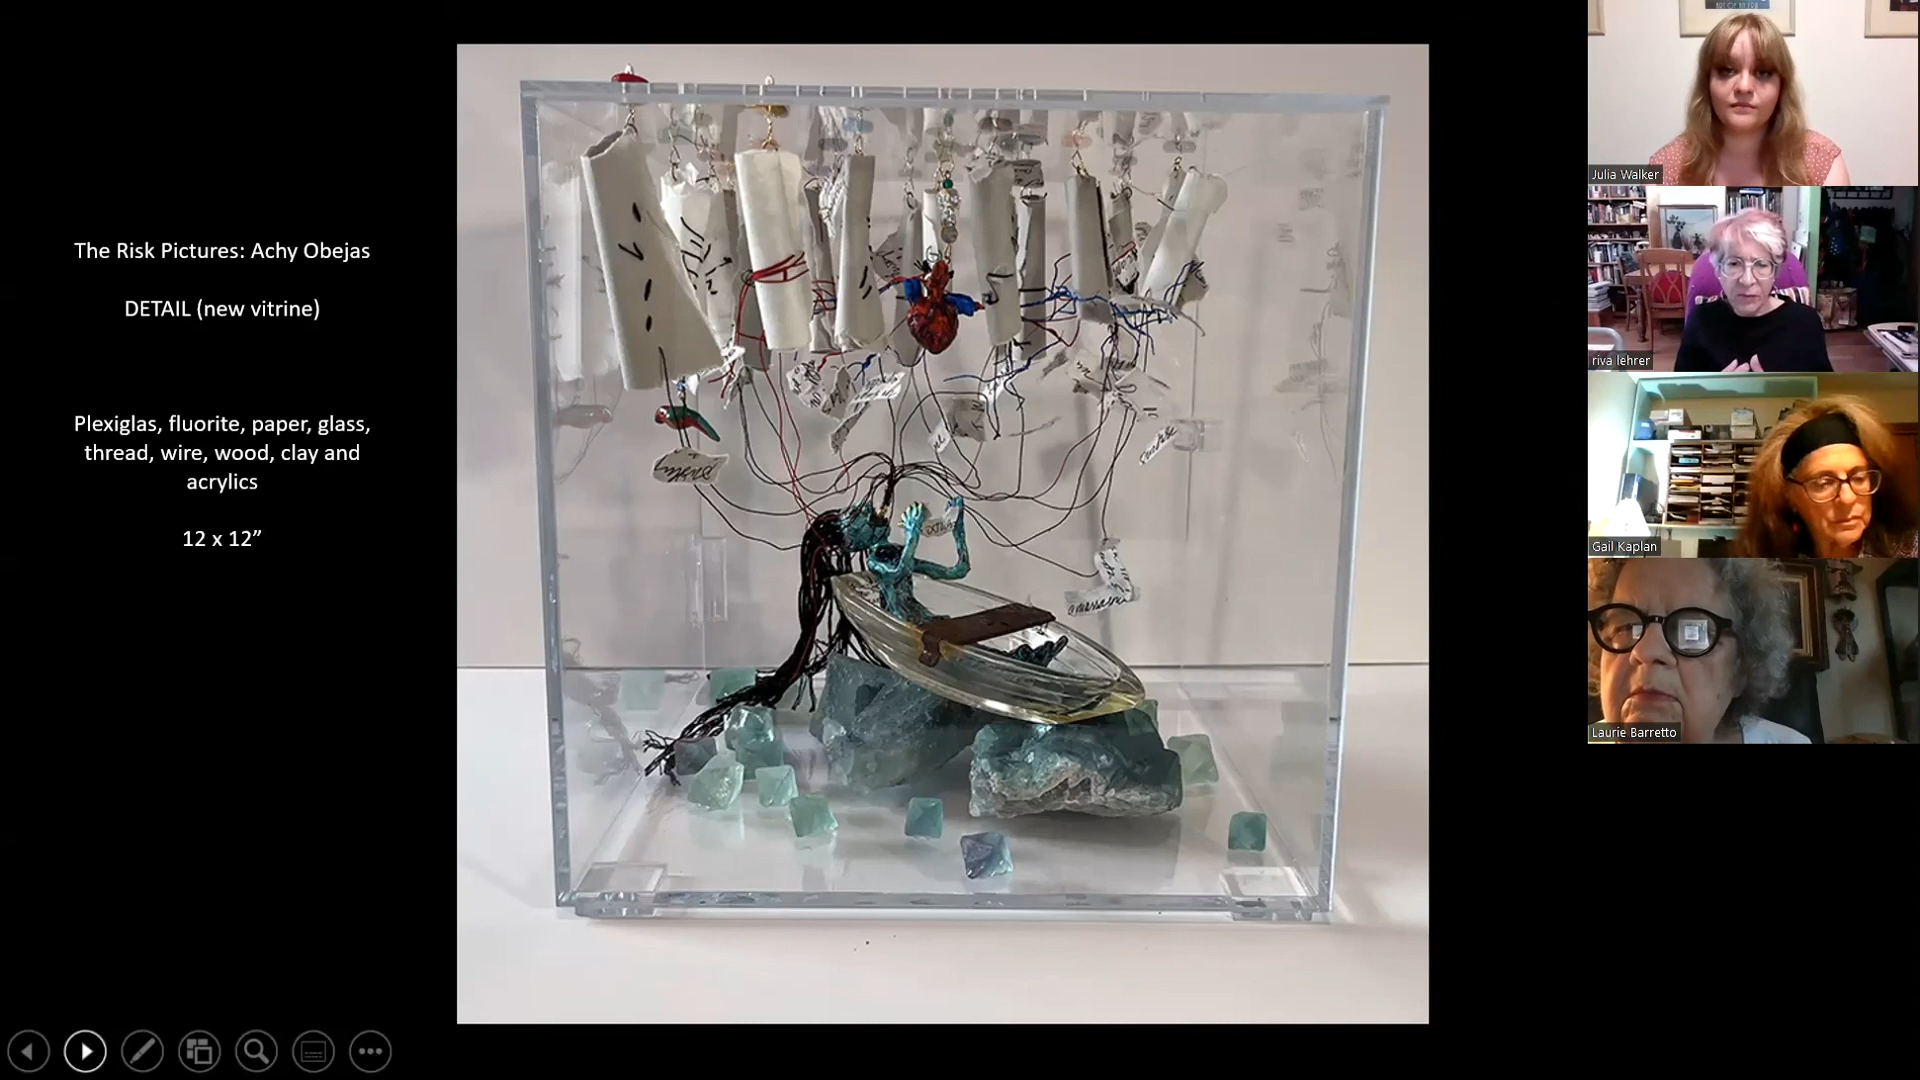 The Risk Pictures: Achy Obejas
DETAIL (new vitrine)
Plexiglas, fluorite, paper, glass,
thread, wire, wood, clay and
acrylics
12 x 12”
Julia Walker
riva lehrer
Gail Kaplan
Laurie Barretto